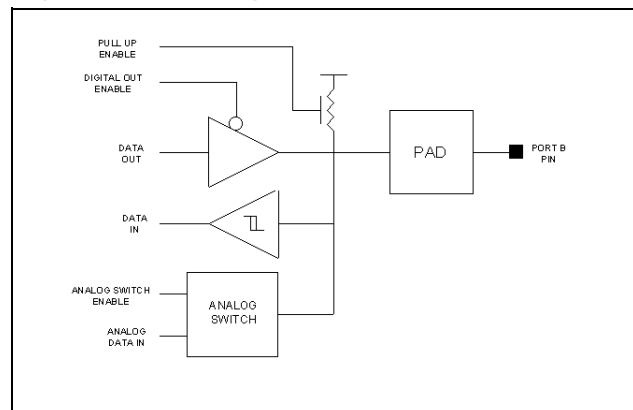 PULL UP
ENABLE
DIGITAL OUT
ENABLE
DATA
OUT
PAD
PORT B
PIN
DATA
IN
ANALOG SWITCH
ENABLE
ANALOG
SWITCH
ANALOG
DATA IN